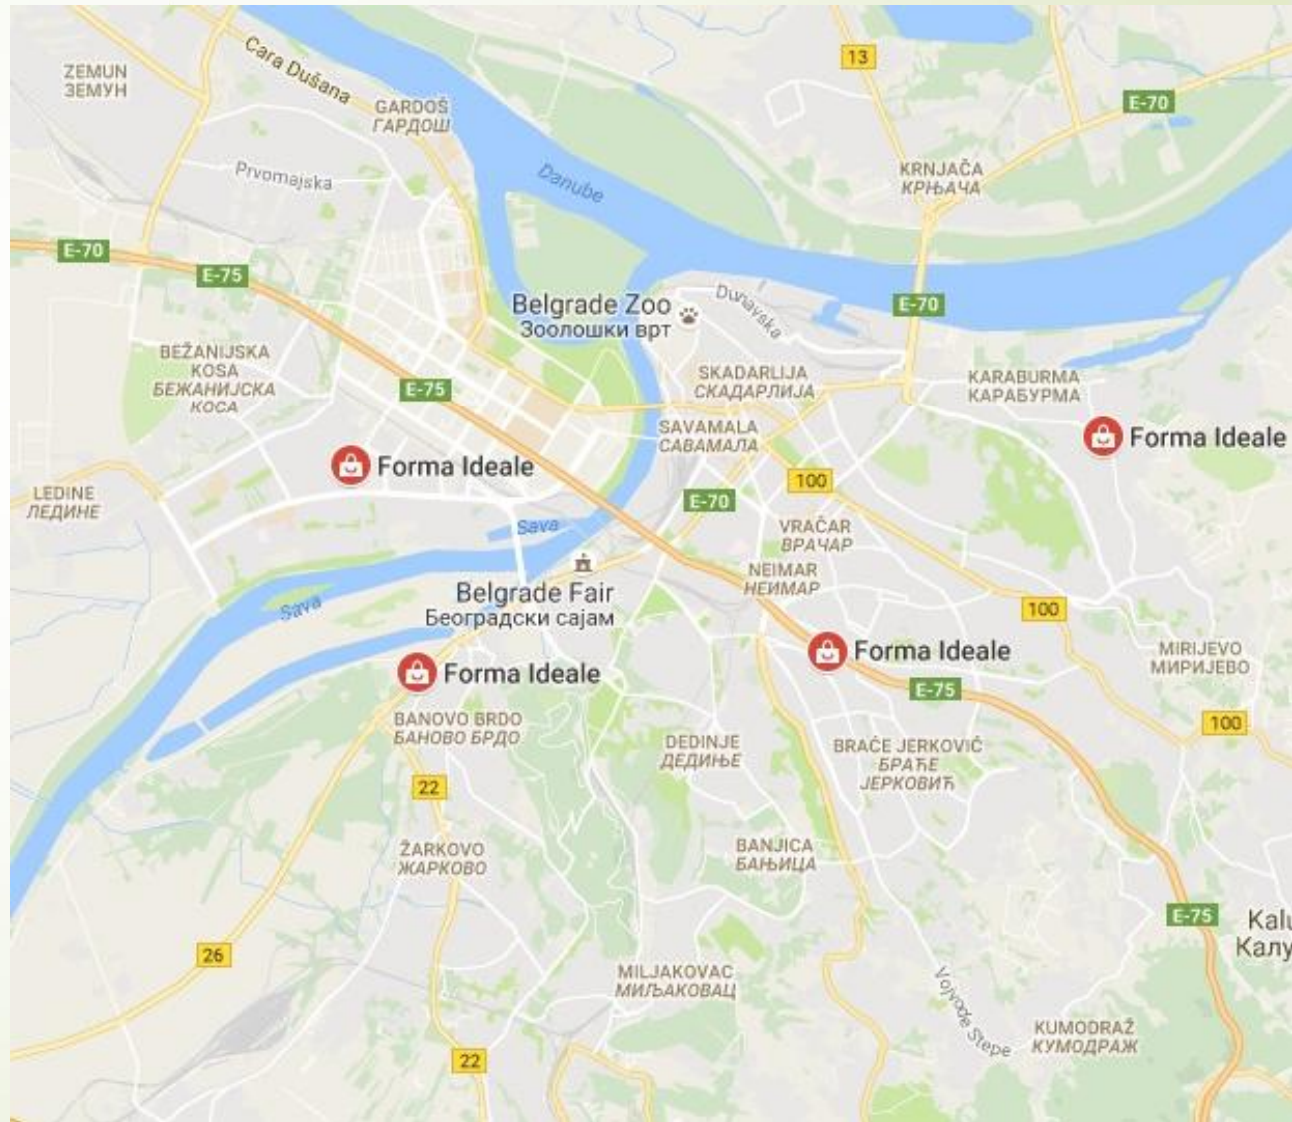 Cara Dušana
ZEMUN
ЗЕМУН
13
GARDOŠ
ГАРДОШ
E-70
Prvomajska
KRNJAČA
КРЊАЧА
Danube
E-70
E-75
Belgrade Zoo
Зоолошки врт
Dunavska
E-70
BEŽANIJSKA
KOSA
БЕЖАНИЈСКА
КОСА
E-75
SKADARLIJA
СКАДАРЛИЈА
KARABURMA
КАРАБУРМА
SAVAMALA
САВАМАЛА
Forma Ideale
Forma Ideale
100
LEDINE
ЛЕДИНЕ
E-70
Sava
VRAČAR
ВРАЧАР
NEIMAR
НЕИМАР
Belgrade Fair
Београдски сајам
Sava
100
Forma Ideale
Forma Ideale
MIRIJEVO
МИРИЈЕВО
E-75
BANOVO BRDO
БАНОВО БРДО
100
DEDINJE
ДЕДИЊЕ
BRAĆE JERKOVIĆ
БРАЋЕ
ЈЕРКОВИЋ
22
ŽARKOVO
ЖАРКОВО
BANJICA
БАЊИЦА
E-75
Kalu
Калу
26
MILJAKOVAC
МИЉАКОВАЦ
Vojvode Stepe
KUMODRAŽ
КУМОДРАЖ
22